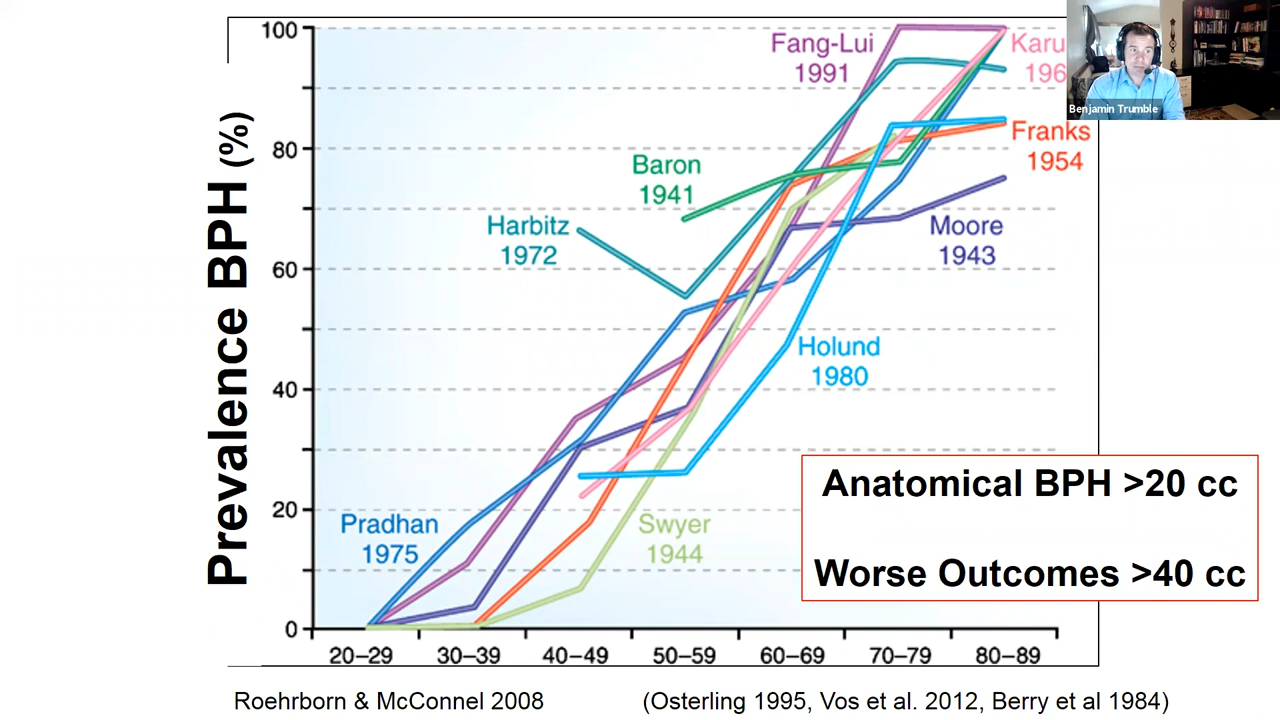 Prevalence BPH (%)
100
80
60
40
20
0
Fang-Lui
1991
Karu
Benjamin Trumble
Franks
1954
Baron
1941
Harbitz
1972
Moore
1943
Holund
1980
Pradhan
1975
Swyer
1944
Anatomical BPH >20 cc
Worse Outcomes >40 cc
20–29 30–39 40–49 50–59 60–69 70–79 80–89
Roehrborn & McConnel 2008 (Osterling 1995, Vos et al. 2012, Berry et al 1984)